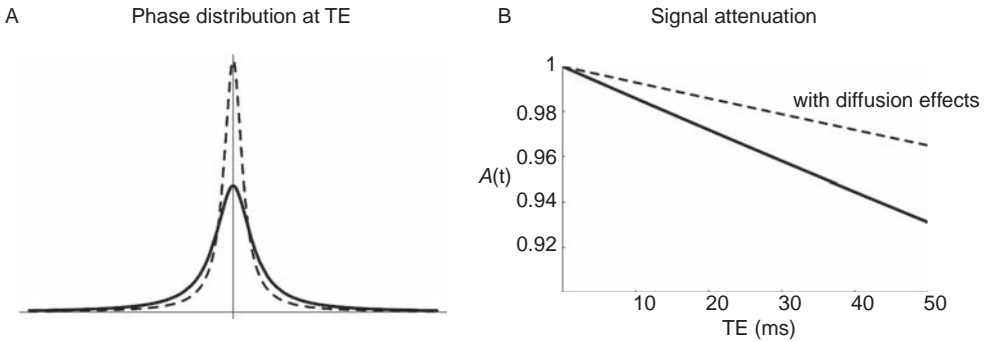 A
Phase distribution at TE
B
Signal attenuation
1
0.98
0.96
0.94
0.92
A(t)
with diffusion effects
10 20 30 40 50
TE (ms)